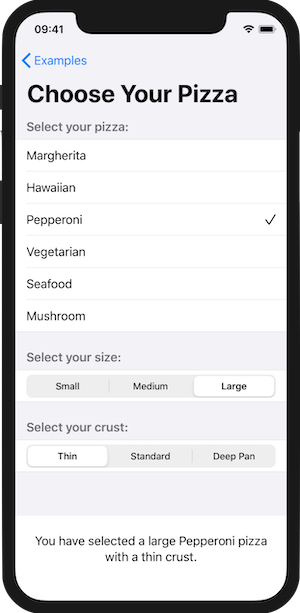 09:41
Examples
Choose Your Pizza
Select your pizza:
Margherita
Hawaiian
Pepperoni
Vegetarian
Seafood
Mushroom
Select your size:
Small Medium Large
Select your crust:
Thin Standard Deep Pan
You have selected a large Pepperoni pizza
with a thin crust.